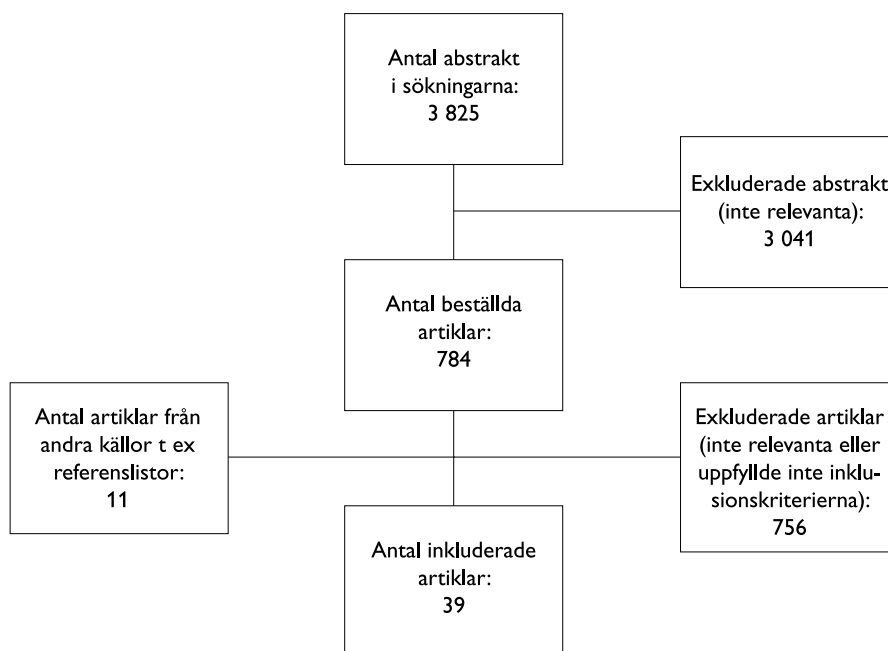 Antal abstrakt
i sökningarna:
3 825
Exkluderade abstrakt
(inte relevanta):
3 041
Antal beställda
artiklar:
784
Antal artiklar från
andra källor t ex
referenslistor:
11
Exkluderade artiklar
(inte relevanta eller
uppfyllde inte inklu-
sionskriterierna):
756
Antal inkluderade
artiklar:
39